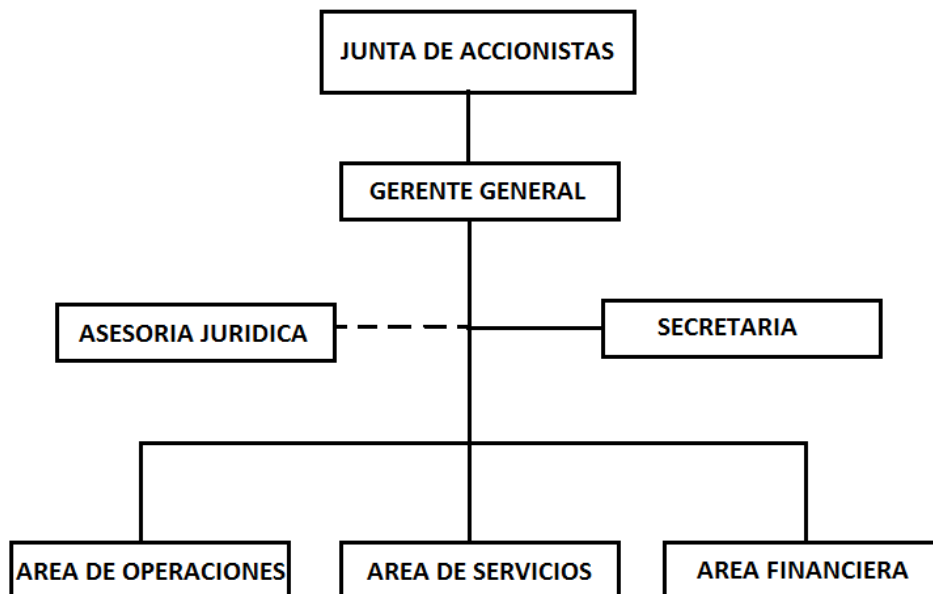 JUNTA DE ACCIONISTAS
GERENTE GENERAL
ASESORIA JURIDICA
SECRETARIA
AREA DE OPERACIONES
AREA DE SERVICIOS
AREA FINANCIERA